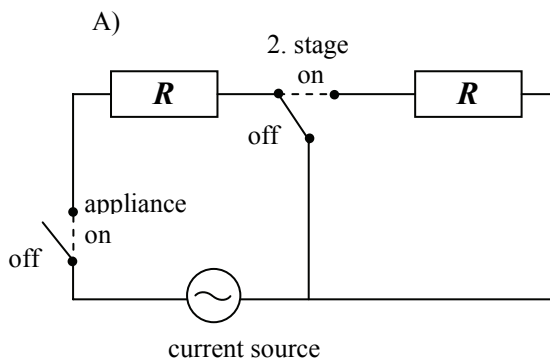 A)
2. stage
on
R
R
off
appliance
on
off
current source